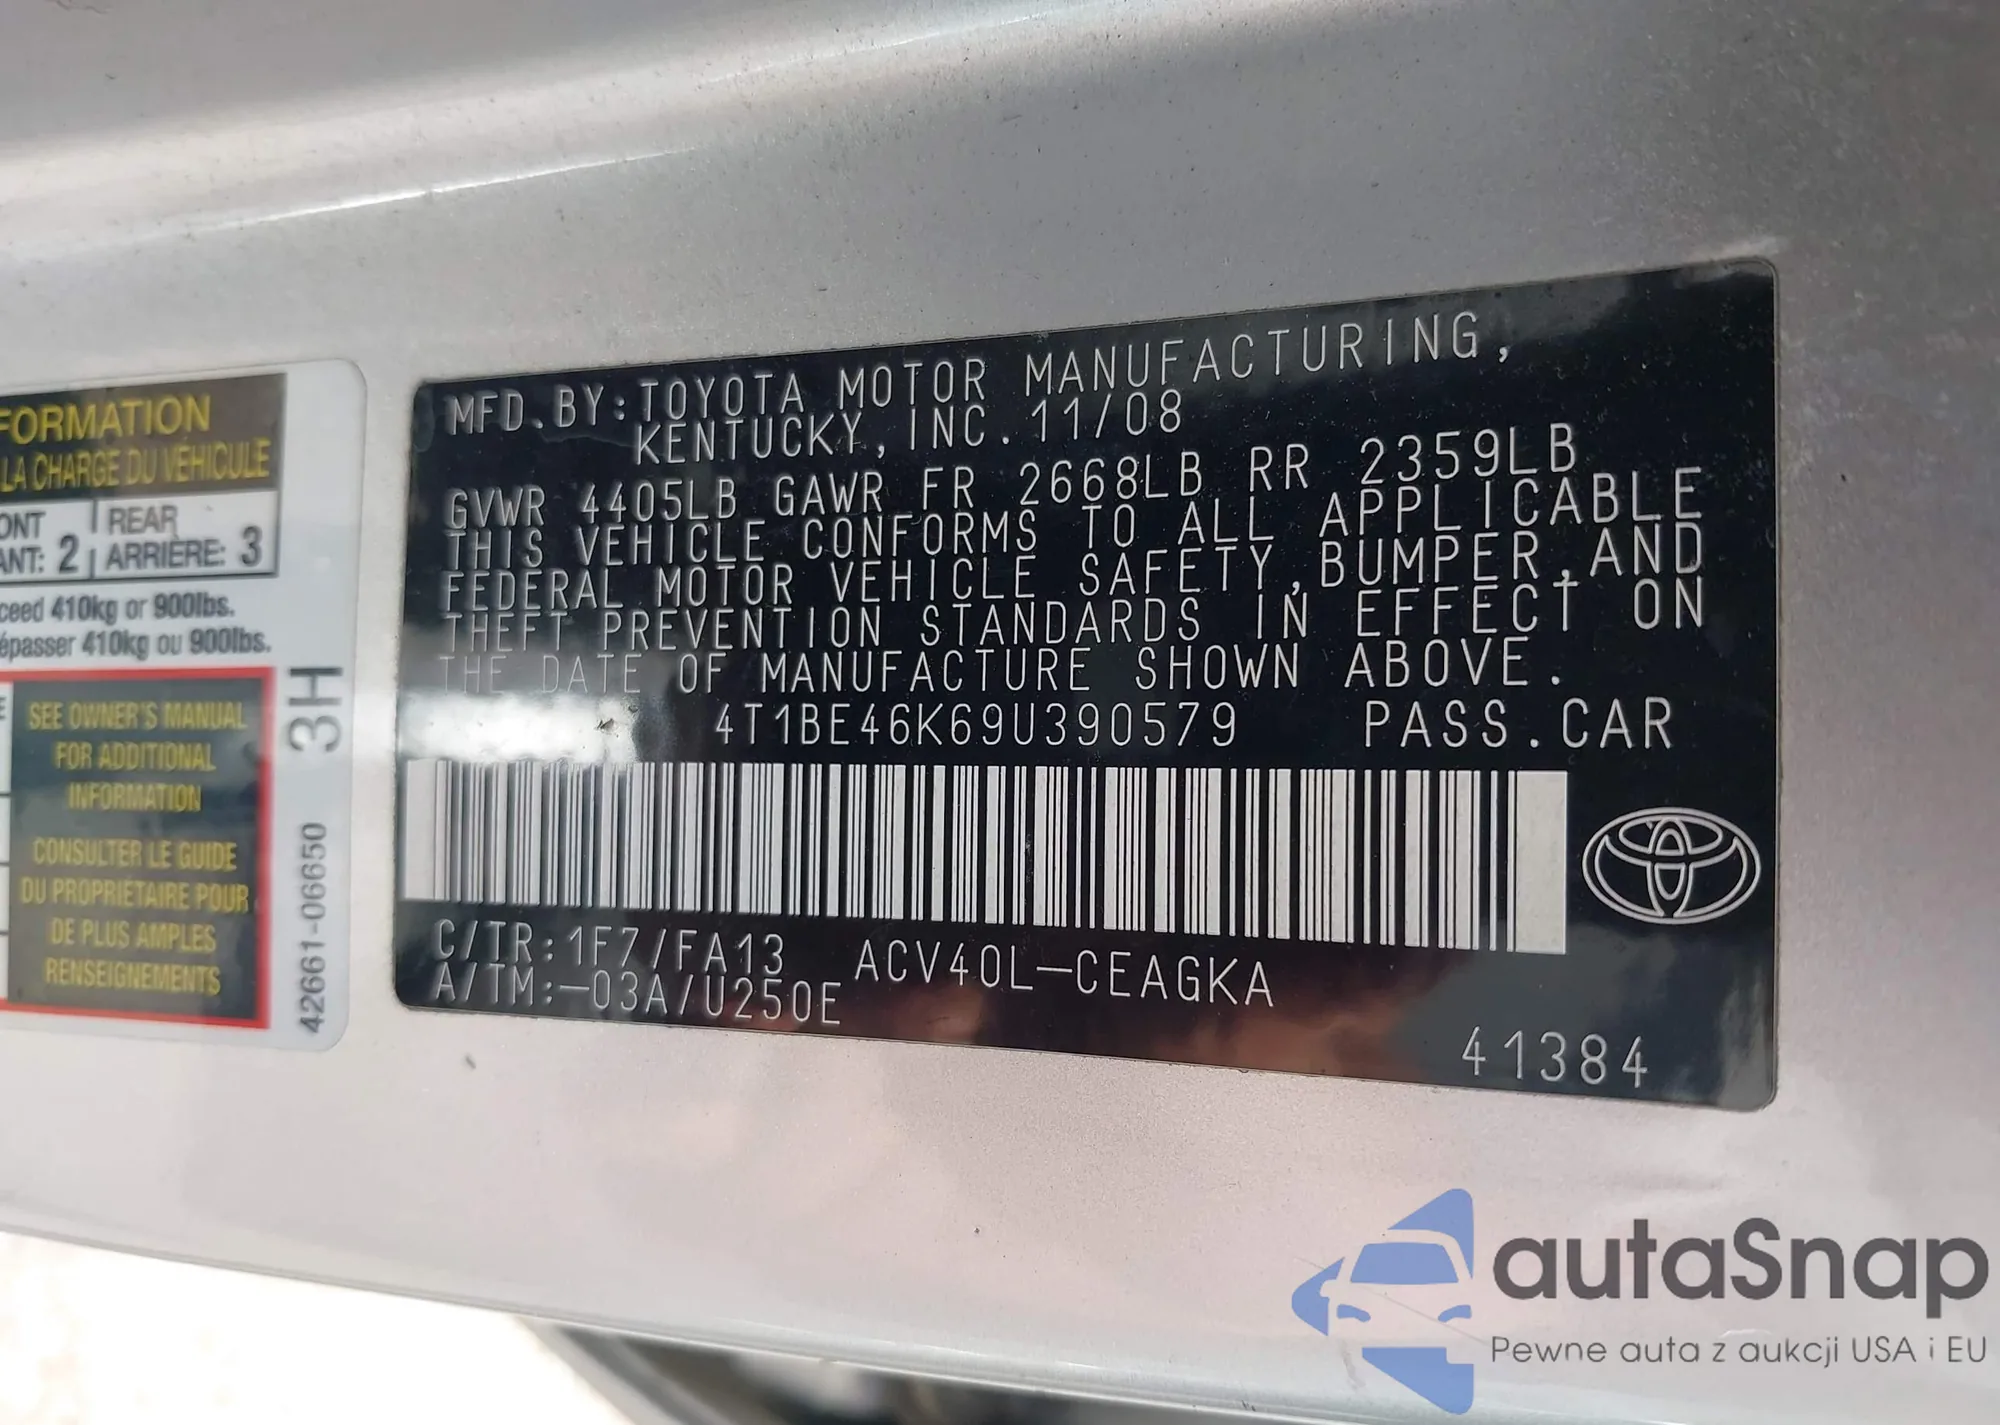 FORMATION
LA CHARGE DU VÉHICULE
ONT
ANT: 2
REAR
ARRIÈRE: 3
ceed 410kg or 900lbs.
épasser 410kg ou 900lbs.
SEE OWNER'S MANUAL
FOR ADDITIONAL
INFORMATION
CONSULTER LE GUIDE
DU PROPRIÉTAIRE POUR
DE PLUS AMPLES
RENSEIGNEMENTS
3H
42661-06650
MFD.BY:TOYOTA MOTOR MANUFACTURING,
KENTUCKY, INC. 11/08
GVWR 4405LB GAWR FR 2668LB RR 2359LB
THIS VEHICLE CONFORMS TO ALL APPLICABLE
FEDERAL MOTOR VEHICLE SAFETY,BUMPER,AND
THEFT PREVENTION STANDARDS IN EFFECT ON
THE DATE OF MANUFACTURE SHOWN ABOVE.
4T1BE46K69U390579 PASS.CAR
C/TR:1F7/FA13 ACV40L-CEAGKA
A/TM:-03A/U250E
41384
autaSnap
Pewne auta z aukcji USA i EU